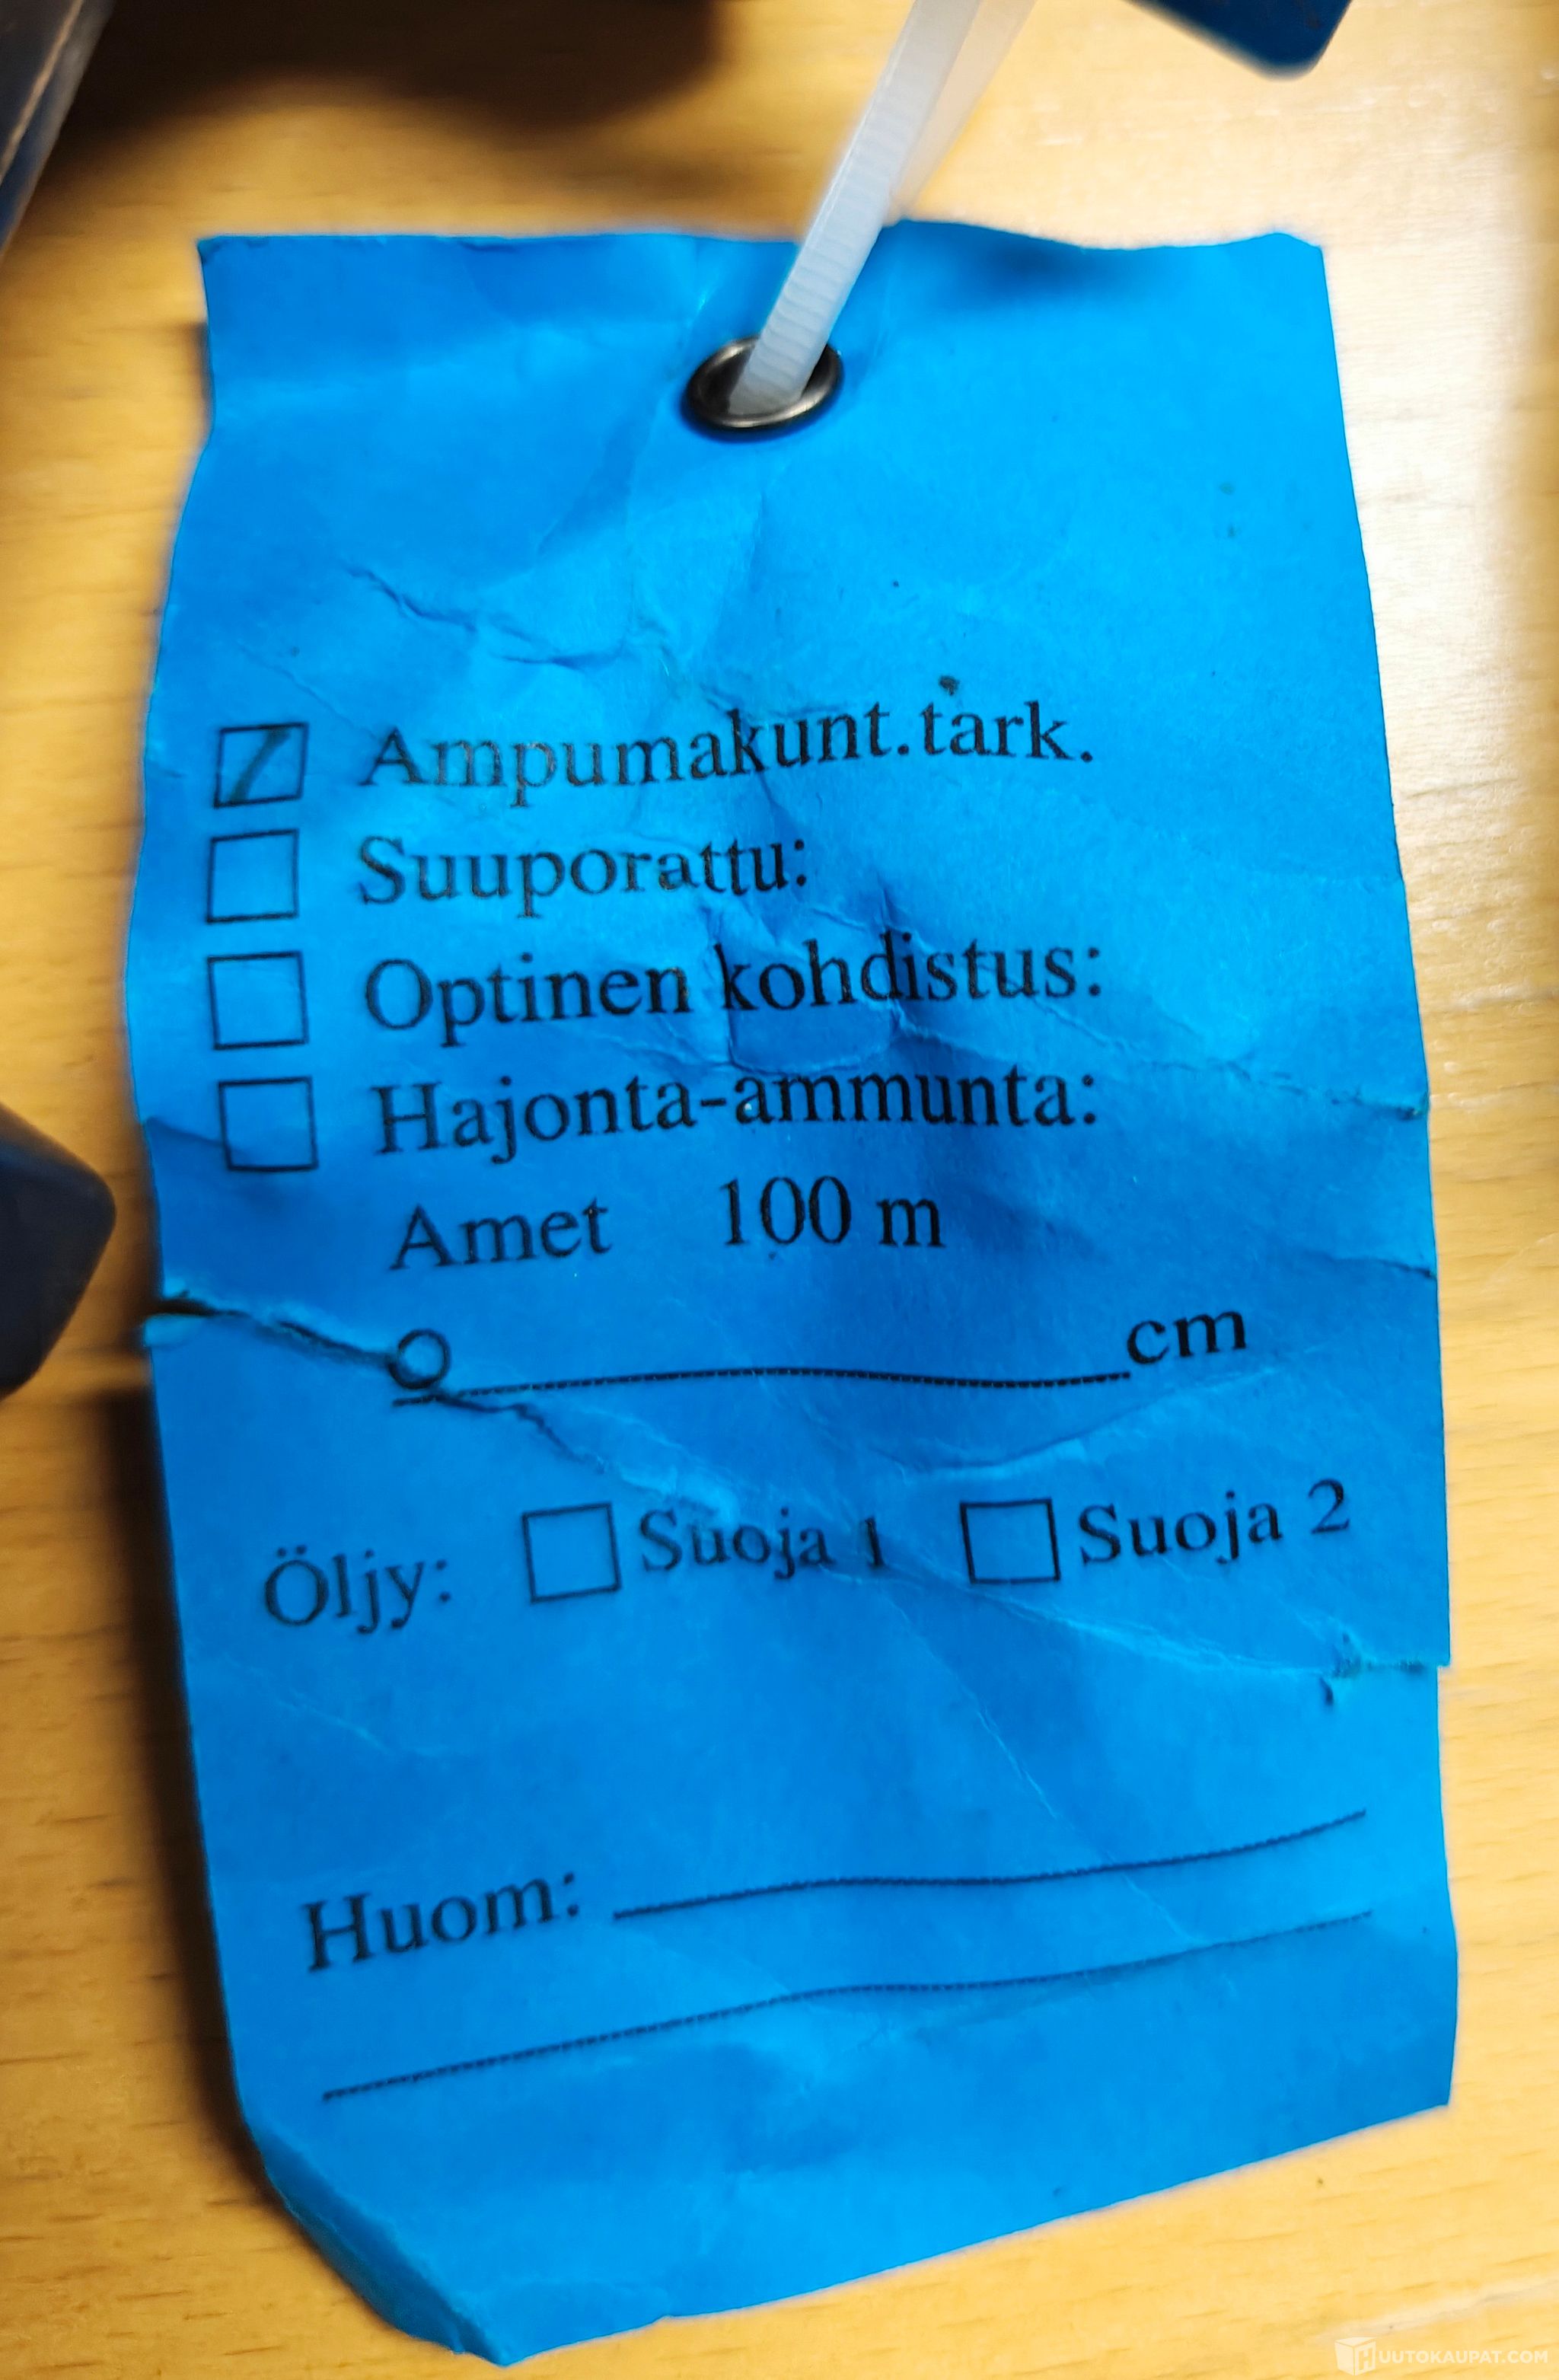 Ampumakunt.tark.
Suuporattu:
Optinen kohdistus:
Hajonta-ammunta:
Amet 100 m
O cm
Öljy: Suoja 1 Suoja 2
Huom:
HUUTOKAUPAT.COM